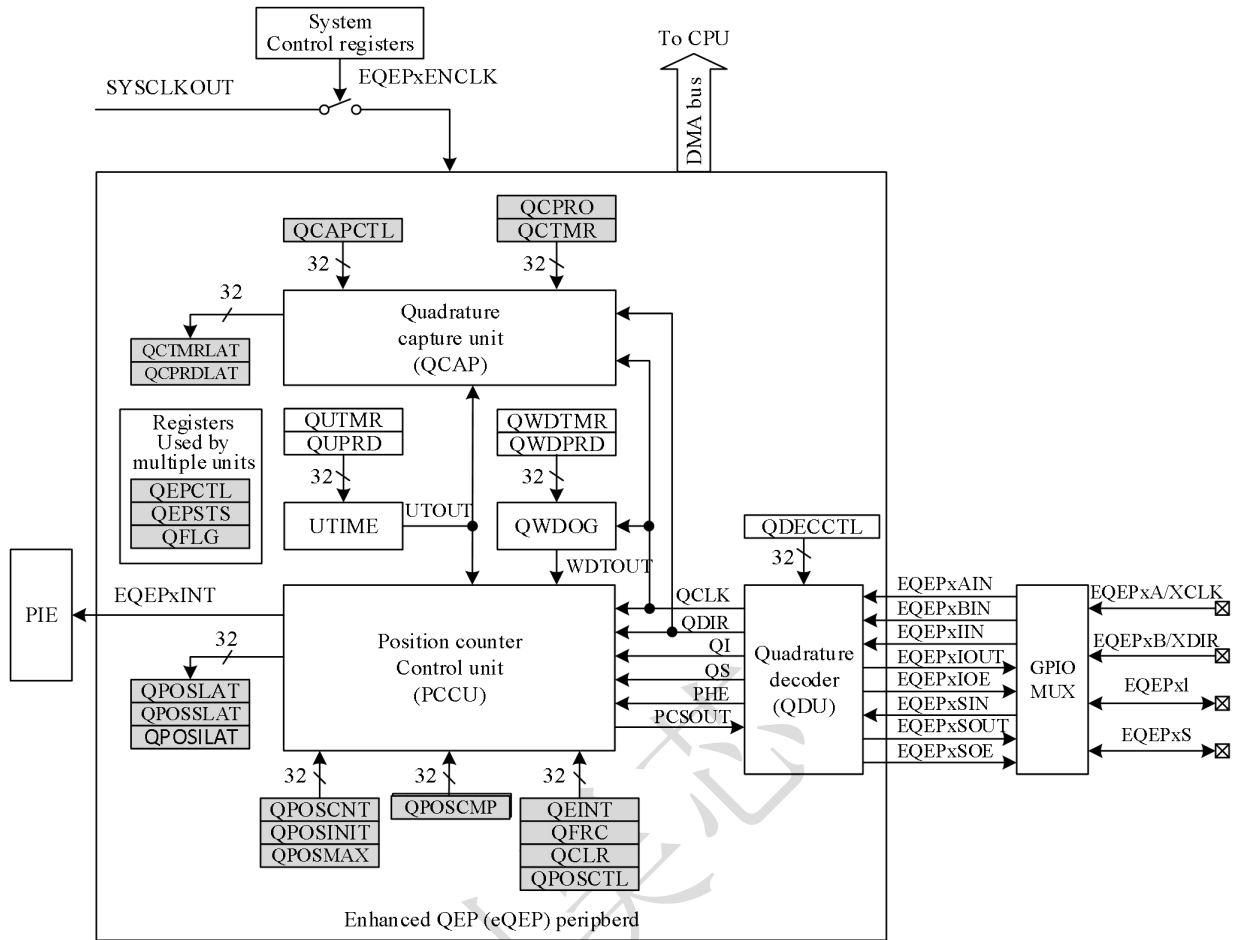 System
Control registers
To CPU
SYSCLKOUT
EQEPxENCLK
DMA bus
QCPRO
QCAPCTL
QCTMR
32
32
32
Quadrature
capture unit
(QCAP)
QCTMRLAT
QCPRDLAT
Registers
Used by
multiple units
QEPCTL
QEPSTS
QFLG
QUTMR
QUPRD
32
QWDTMR
QWDPRD
32
UTIME
UTOUT
QWDOG
WDTOUT
QDECCTL
32
PIE
EQEPxINT
32
QPOSLAT
QPOSSLAT
QPOSILAT
Position counter
Control unit
(PCCU)
QCLK
QDIR
QI
QS
PHE
PCSOUT
Quadrature
decoder
(QDU)
EQEPxAIN
EQEPxBIN
EQEPxIIN
EQEPxIOUT
EQEPxIOE
EQEPxSIN
EQEPxSOUT
EQEPxSOE
GPIO
MUX
EQEPxA/XCLK
EQEPxB/XDIR
EQEPxl
EQEPxS
32
32
32
QPOSCNT
QPOSINIT
QPOSMAX
QPOSCMP
QEINT
QFRC
QCLR
QPOSCTL
Enhanced QEP (eQEP) peripberd